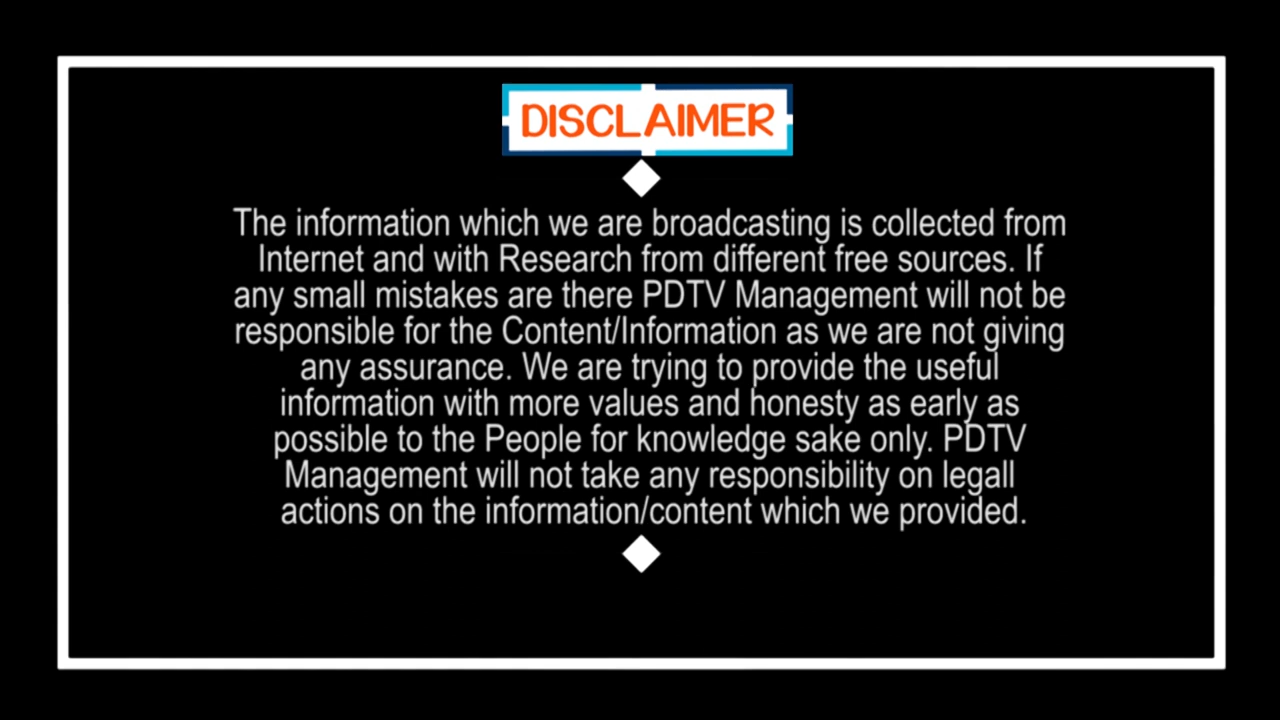 DISCLAIMER
The information which we are broadcasting is collected from
Internet and with Research from different free sources. If
any small mistakes are there PDTV Management will not be
responsible for the Content/Information as we are not giving
any assurance. We are trying to provide the useful
information with more values and honesty as early as
possible to the People for knowledge sake only. PDTV
Management will not take any responsibility on legall
actions on the information/content which we provided.